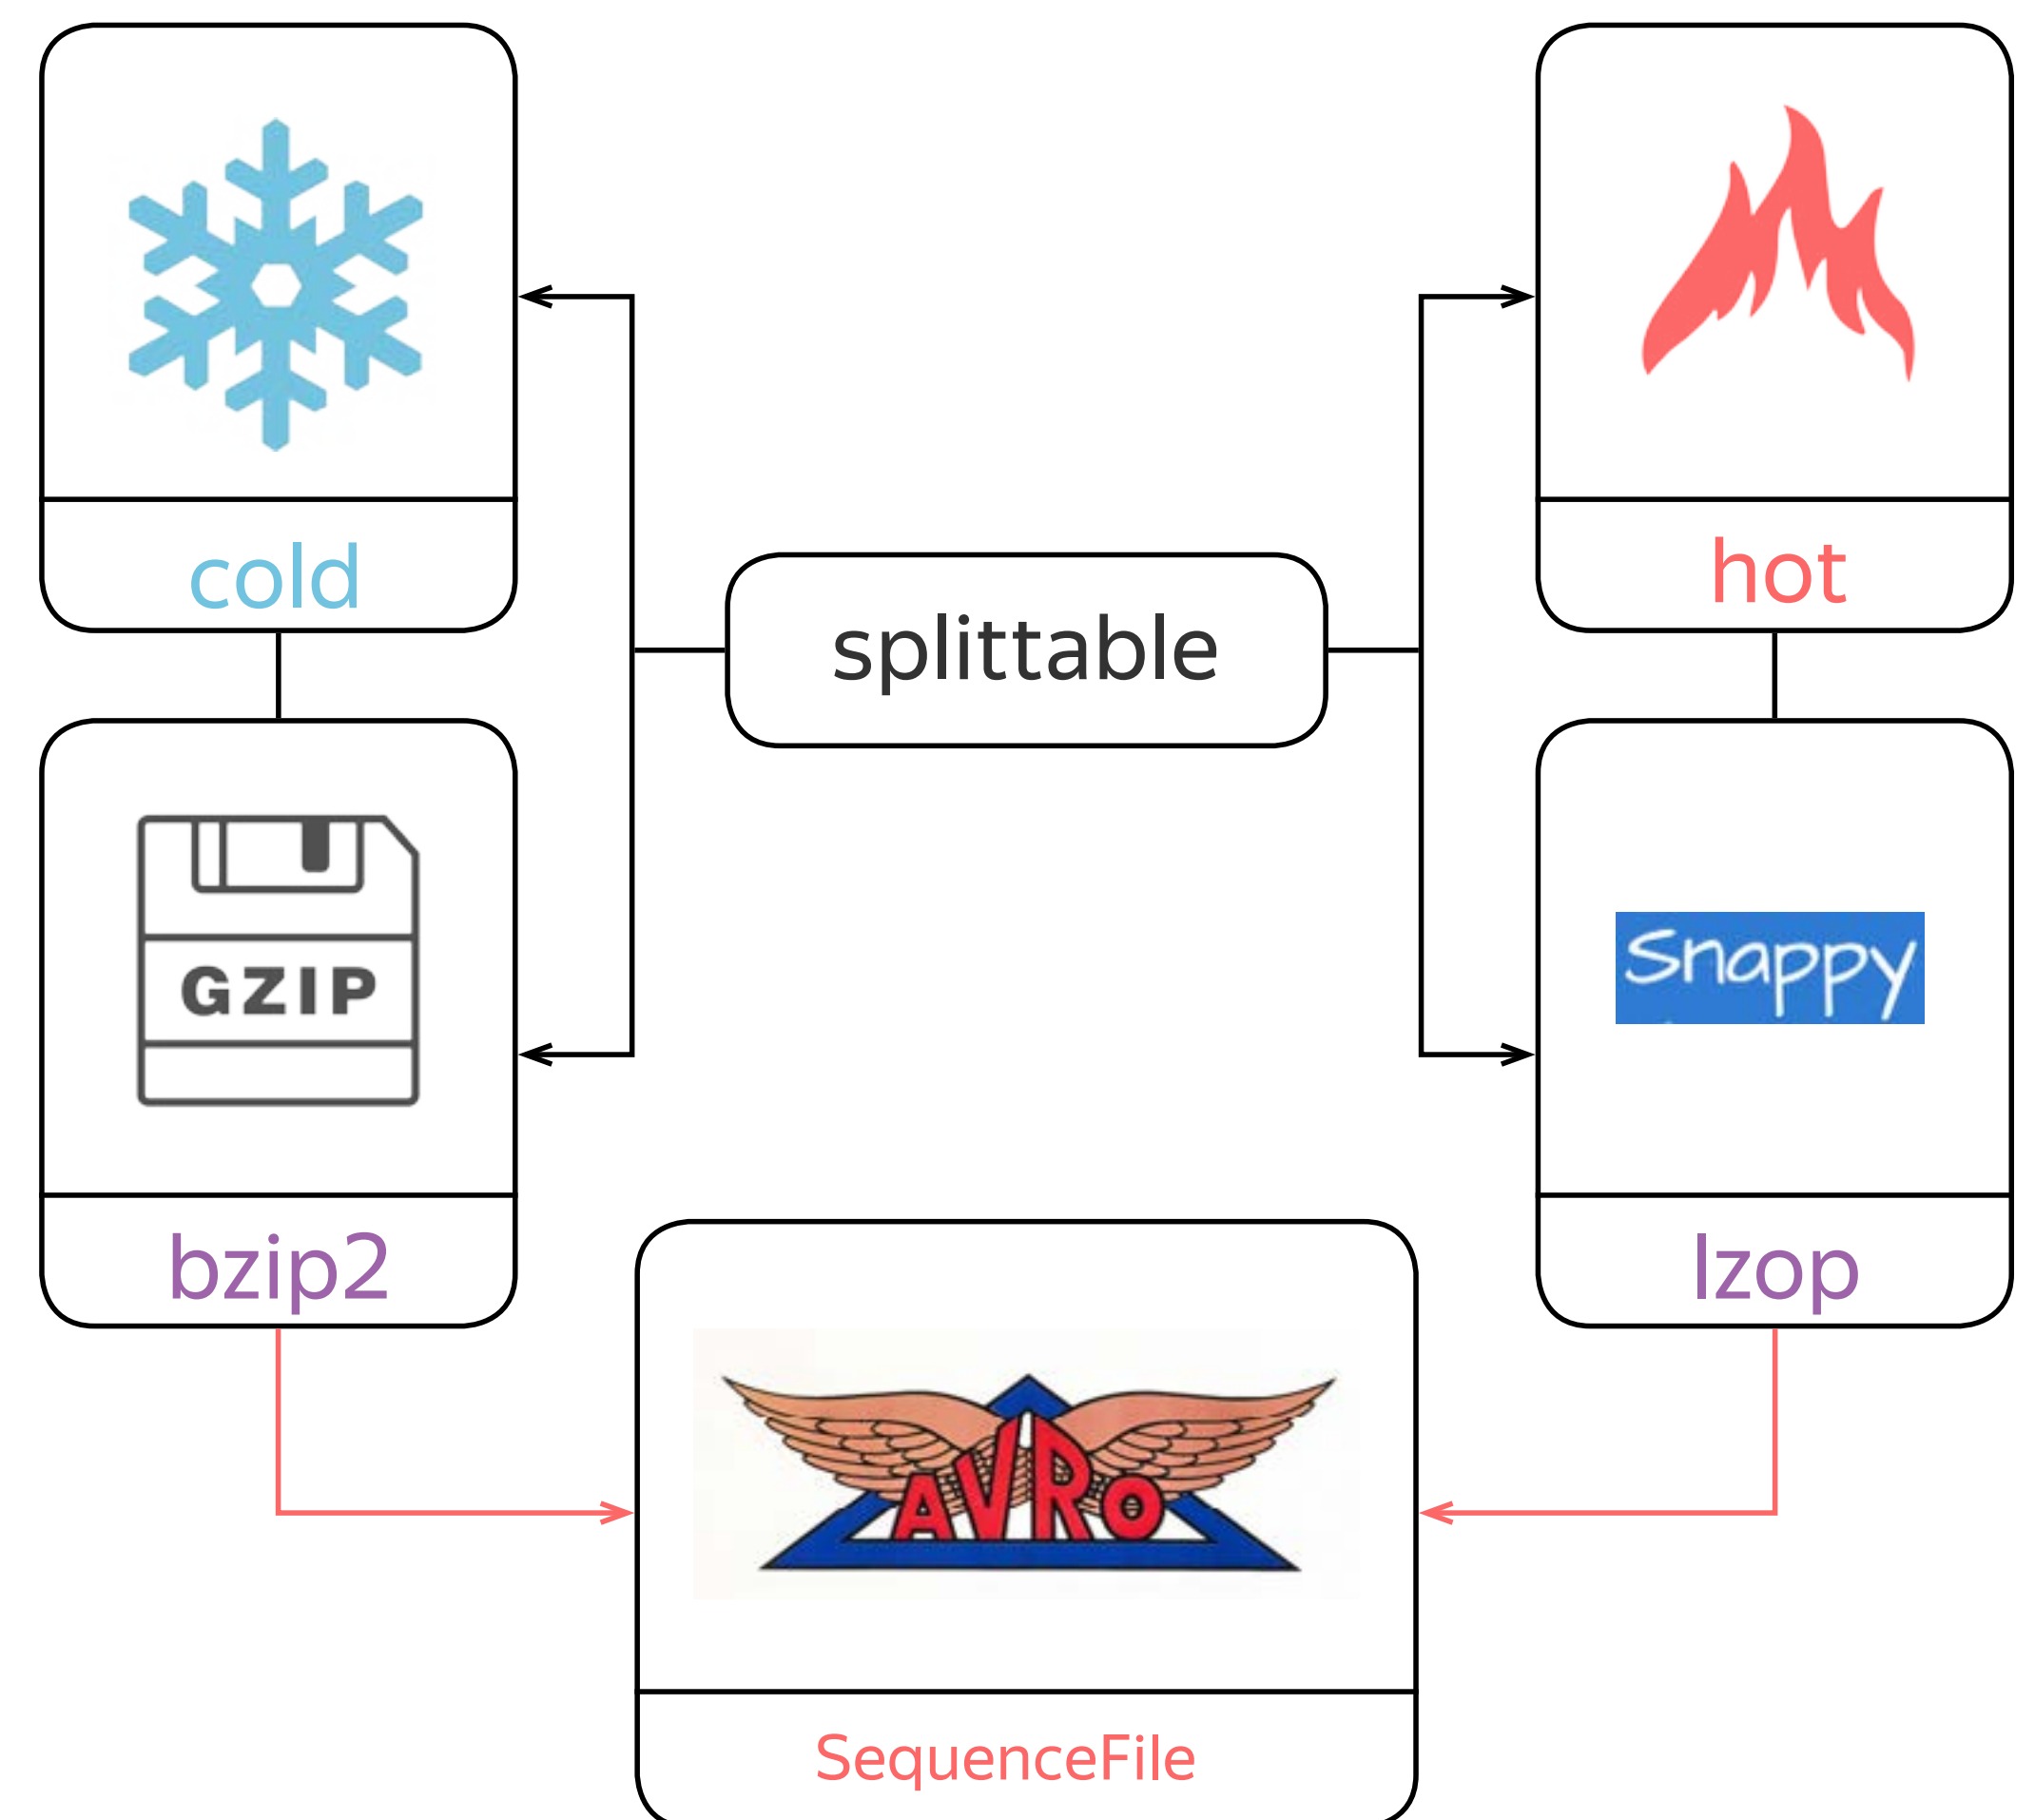 cold
hot
splittable
GZIP
Snappy
bzip2
lzop
AVRO
SequenceFile